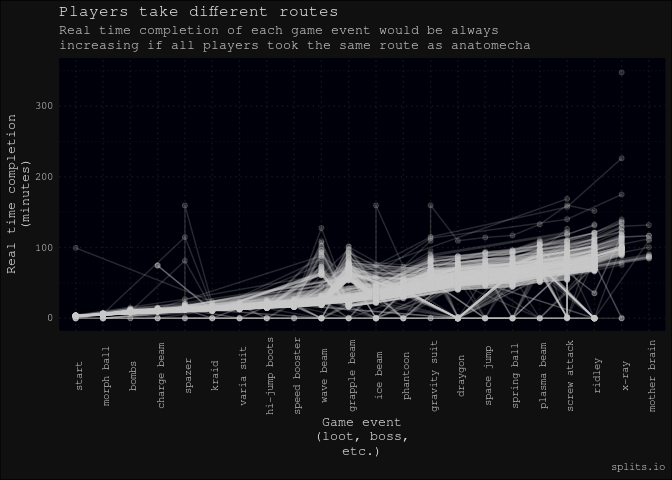 Players take different routes
Real time completion of each game event would be always
increasing if all players took the same route as anatomecha
Real time completion
(minutes)
300
200
100
0
start
morph ball
bombs
charge beam
spazer
kraid
varia suit
hi-jump boots
speed booster
wave beam
grapple beam
ice beam
phantoon
gravity suit
draygon
space jump
spring ball
plasma beam
screw attack
ridley
x-ray
mother brain
Game event
(loot, boss,
etc.)
splits.io